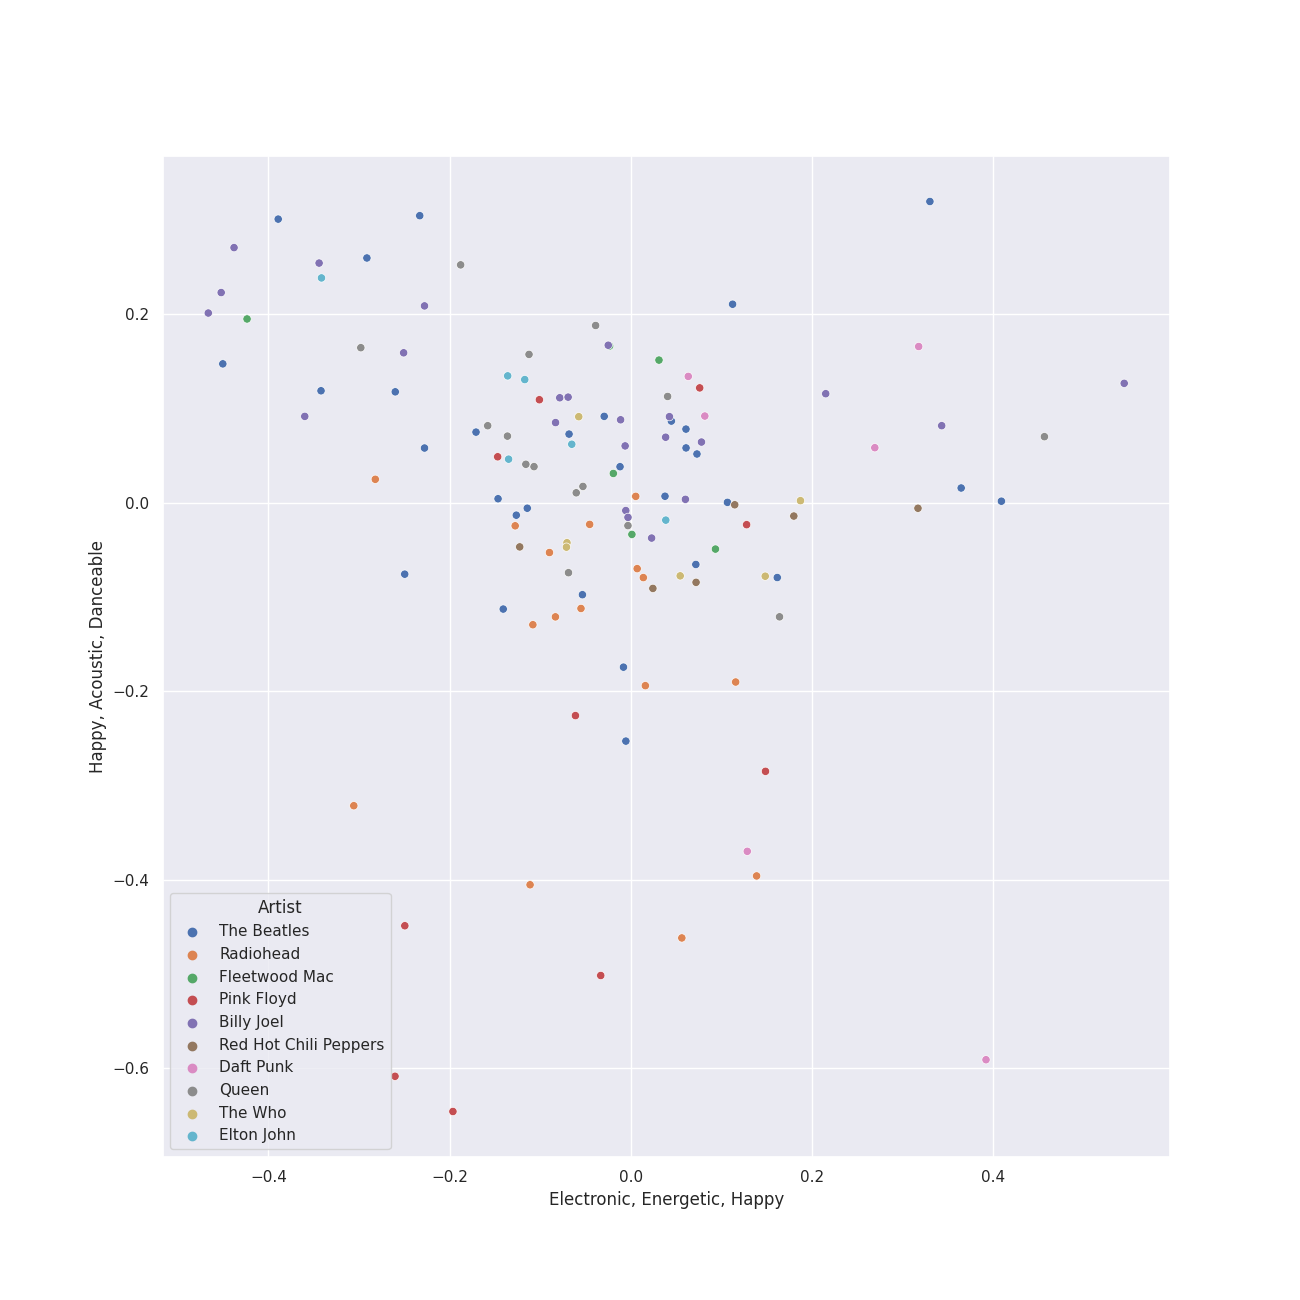 0.2
0.0
−0.2
−0.4
−0.6
Happy, Acoustic, Danceable
Artist
The Beatles
Radiohead
Fleetwood Mac
Pink Floyd
Billy Joel
Red Hot Chili Peppers
Daft Punk
Queen
The Who
Elton John
−0.4
−0.2
0.0
0.2
0.4
Electronic, Energetic, Happy